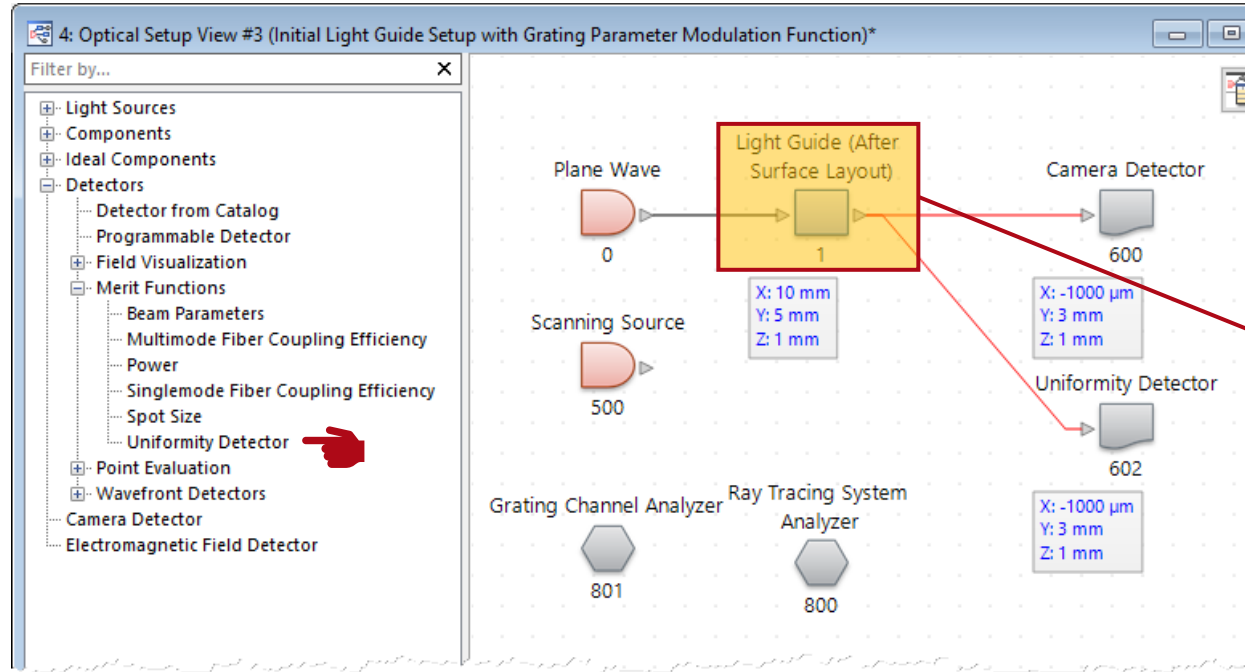 4: Optical Setup View #3 (Initial Light Guide Setup with Grating Parameter Modulation Function)*
Filter by...
Light Sources
Components
Ideal Components
Detectors
Detector from Catalog
Programmable Detector
Field Visualization
Merit Functions
Beam Parameters
Multimode Fiber Coupling Efficiency
Power
Singlemode Fiber Coupling Efficiency
Spot Size
Uniformity Detector
Point Evaluation
Wavefront Detectors
Camera Detector
Electromagnetic Field Detector
Plane Wave
0
Light Guide (After
Surface Layout)
1
X: 10 mm
Y: 5 mm
Z: 1 mm
Camera Detector
600
X: -1000 µm
Y: 3 mm
Z: 1 mm
Scanning Source
500
Uniformity Detector
602
X: -1000 µm
Y: 3 mm
Z: 1 mm
Grating Channel Analyzer
801
Ray Tracing System
Analyzer
800